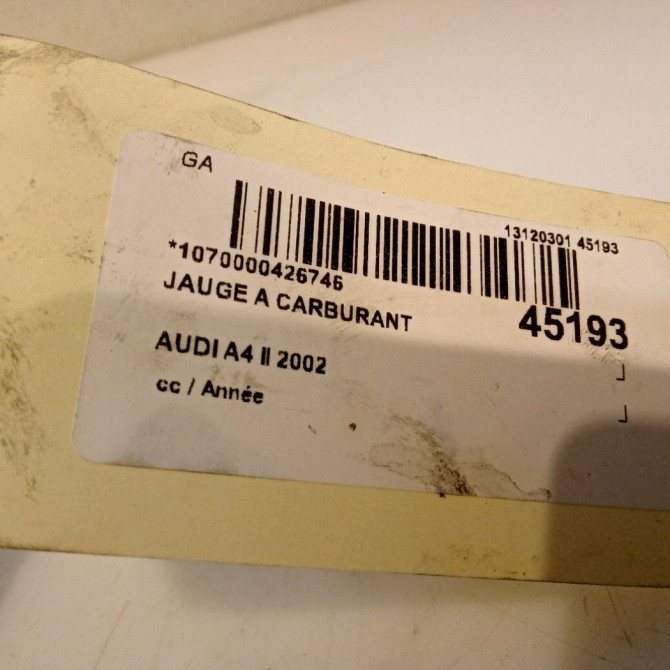 GA
13120301 45193
*1070000426746
JAUGE A CARBURANT
45193
AUDI A4 II 2002
cc / Année